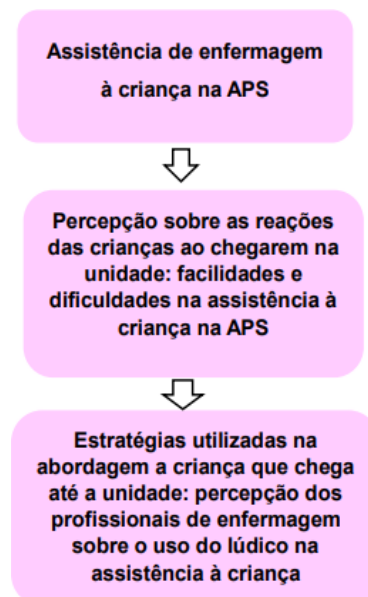 Assistência de enfermagem
à criança na APS
Percepção sobre as reações
das crianças ao chegarem na
unidade: facilidades e
dificuldades na assistência à
criança na APS
Estratégias utilizadas na
abordagem a criança que chega
até a unidade: percepção dos
profissionais de enfermagem
sobre o uso do lúdico na
assistência à criança